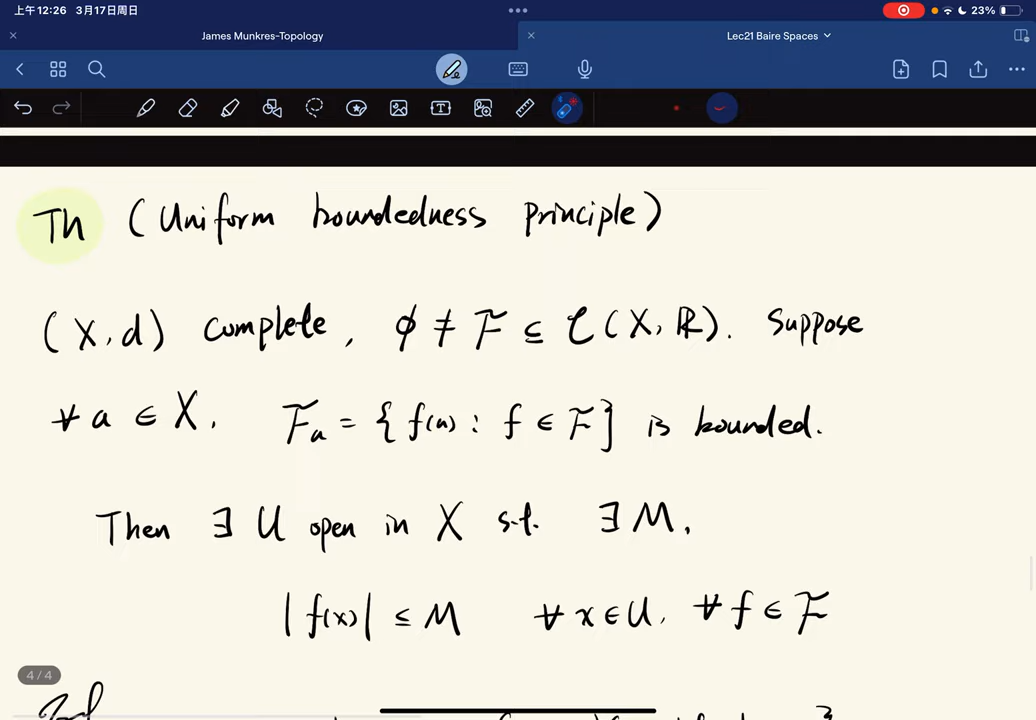 上午12:26 3月17日周日
23%
James Munkres-Topology
Lec21 Baire Spaces
Th (Uniform boundedness principle)
(X,d) complete, ϕ ≠ F ⊆ C(X,ℝ). Suppose
∀ a ∈ X, F_a = {f(a) : f ∈ F} is bounded.
Then ∃ U open in X s.t. ∃ M,
|f(x)| ≤ M ∀ x ∈ U, ∀ f ∈ F
4 / 4